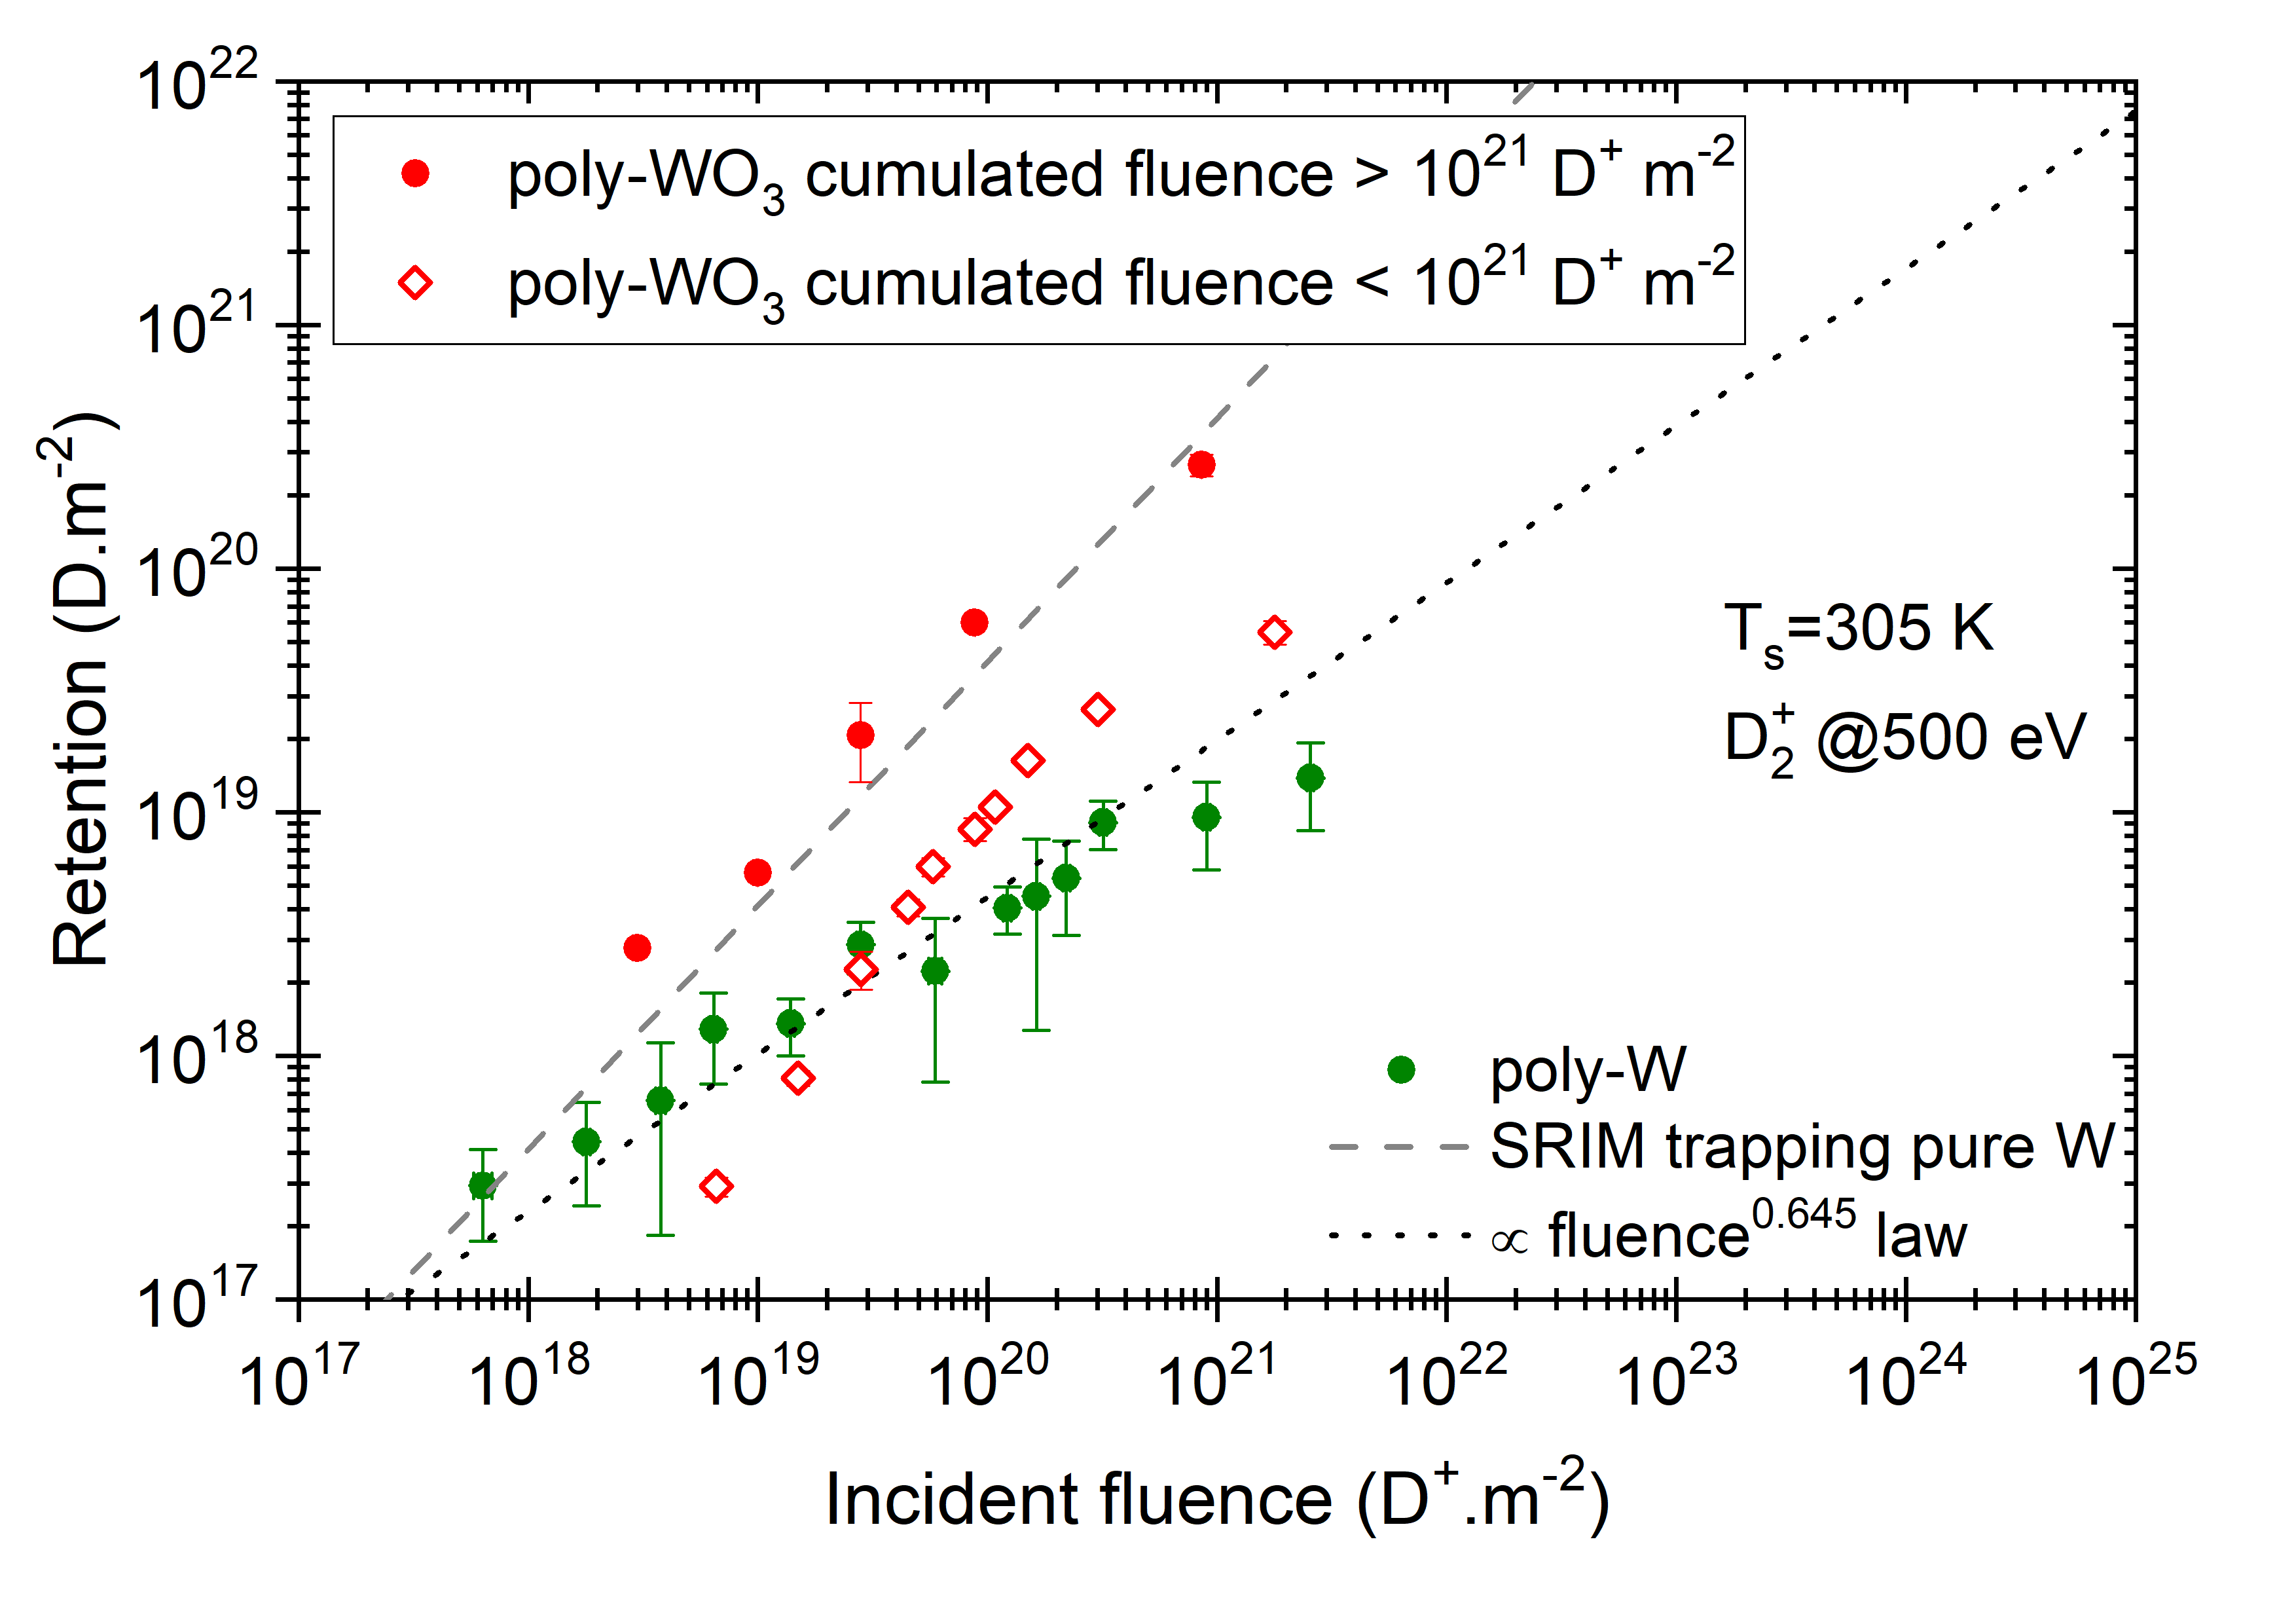 10^22
10^21
10^20
10^19
10^18
10^17
Retention (D.m^-2)
poly-WO₃ cumulated fluence > 10^21 D^+ m^-2
poly-WO₃ cumulated fluence < 10^21 D^+ m^-2
T_s=305 K
D_2^+ @500 eV
poly-W
SRIM trapping pure W
∝ fluence^0.645 law
10^17 10^18 10^19 10^20 10^21 10^22 10^23 10^24 10^25
Incident fluence (D^+.m^-2)